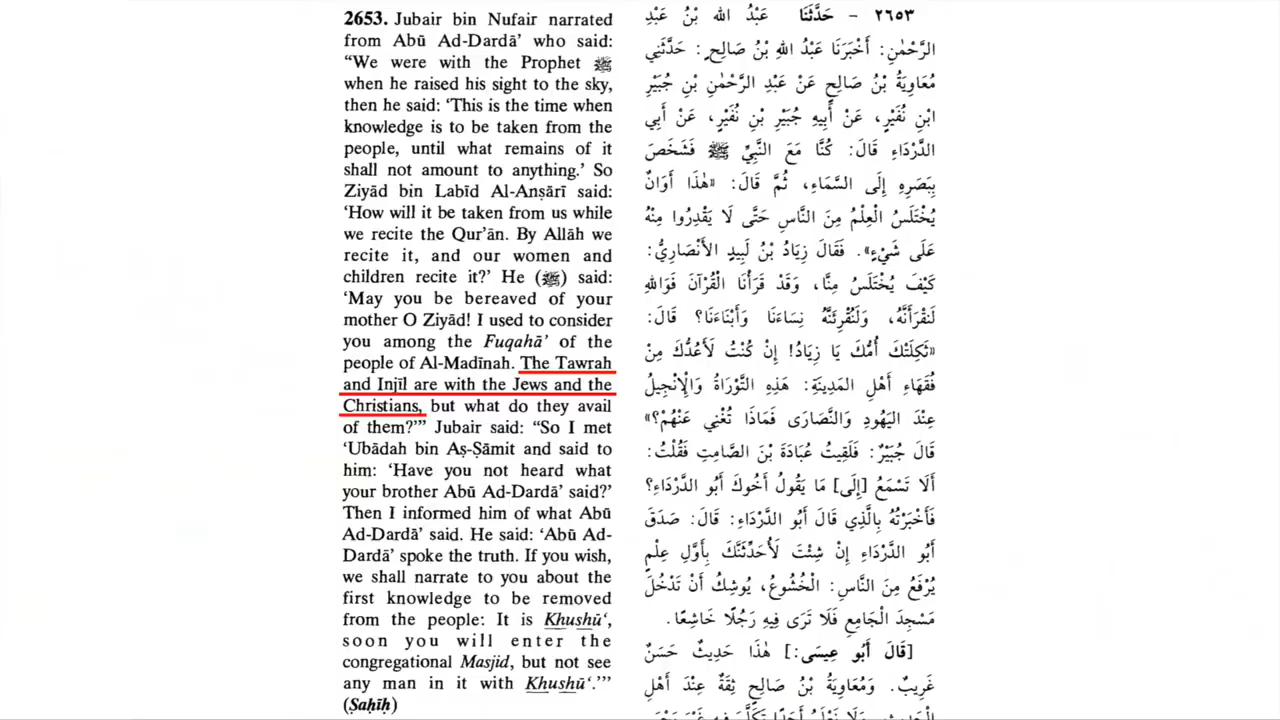 2653. Jubair bin Nufair narrated
from Abū Ad-Dardā’ who said:
“We were with the Prophet ﷺ
when he raised his sight to the sky,
then he said: ‘This is the time when
knowledge is to be taken from the
people, until what remains of it
shall not amount to anything.’ So
Ziyād bin Labīd Al-Anṣārī said:
‘How will it be taken from us while
we recite the Qur’ān. By Allāh we
recite it, and our women and
children recite it?’ He (ﷺ) said:
‘May you be bereaved of your
mother O Ziyād! I used to consider
you among the Fuqahā’ of the
people of Al-Madīnah. The Tawrah
and Injīl are with the Jews and the
Christians, but what do they avail
of them?’” Jubair said: “So I met
‘Ubādah bin Aṣ-Ṣāmit and said to
him: ‘Have you not heard what
your brother Abū Ad-Dardā’ said?’
Then I informed him of what Abū
Ad-Dardā’ said. He said: ‘Abū Ad-
Dardā’ spoke the truth. If you wish,
we shall narrate to you about the
first knowledge to be removed
from the people: It is Khushū‘,
soon you will enter the
congregational Masjid, but not see
any man in it with Khushū‘.’”
(Ṣaḥīḥ)
٢٦٥٣ - حَدَّثَنَا عَبْدُ اللهِ بْنُ عَبْدِ
الرَّحْمٰنِ: أَخْبَرَنَا عَبْدُ اللهِ بْنُ صَالِحٍ: حَدَّثَنِي
مُعَاوِيَةُ بْنُ صَالِحٍ عَنْ عَبْدِ الرَّحْمٰنِ بْنِ جُبَيْرِ
ابْنِ نُفَيْرٍ، عَنْ أَبِيهِ جُبَيْرِ بْنِ نُفَيْرٍ، عَنْ أَبِي
الدَّرْدَاءِ قَالَ: كُنَّا مَعَ النَّبِيِّ ﷺ فَشَخَصَ
بِبَصَرِهِ إِلَى السَّمَاءِ، ثُمَّ قَالَ: «هٰذَا أَوَانٌ
يُخْتَلَسُ الْعِلْمُ مِنَ النَّاسِ حَتَّى لَا يَقْدِرُوا مِنْهُ
عَلَى شَيْءٍ». فَقَالَ زِيَادُ بْنُ لَبِيدٍ الأَنْصَارِيُّ:
كَيْفَ يُخْتَلَسُ مِنَّا، وَقَدْ قَرَأْنَا الْقُرْآنَ فَوَاللهِ
لَنَقْرَأَنَّهُ، وَلَنُقْرِئَنَّهُ نِسَاءَنَا وَأَبْنَاءَنَا؟ قَالَ:
«ثَكِلَتْكَ أُمُّكَ يَا زِيَادُ! إِنْ كُنْتُ لَأَعُدُّكَ مِنْ
فُقَهَاءِ أَهْلِ الْمَدِينَةِ: هَذِهِ التَّوْرَاةُ وَالإِنْجِيلُ
عِنْدَ الْيَهُودِ وَالنَّصَارَى فَمَاذَا تُغْنِي عَنْهُمْ؟»
قَالَ جُبَيْرٌ: فَلَقِيتُ عُبَادَةَ بْنَ الصَّامِتِ فَقُلْتُ:
أَلَا تَسْمَعُ [إِلَى] مَا يَقُولُ أَخُوكَ أَبُو الدَّرْدَاءِ؟
فَأَخْبَرْتُهُ بِالَّذِي قَالَ أَبُو الدَّرْدَاءِ: قَالَ: صَدَقَ
أَبُو الدَّرْدَاءِ إِنْ شِئْتَ لَأُحَدِّثَنَّكَ بِأَوَّلِ عِلْمٍ
يُرْفَعُ مِنَ النَّاسِ: الْخُشُوعُ، يُوشِكُ أَنْ تَدْخُلَ
مَسْجِدَ الْجَامِعِ فَلَا تَرَى فِيهِ رَجُلًا خَاشِعًا.
[قَالَ أَبُو عِيسَى:] هٰذَا حَدِيثٌ حَسَنٌ
غَرِيبٌ. وَمُعَاوِيَةُ بْنُ صَالِحٍ ثِقَةٌ عِنْدَ أَهْلِ